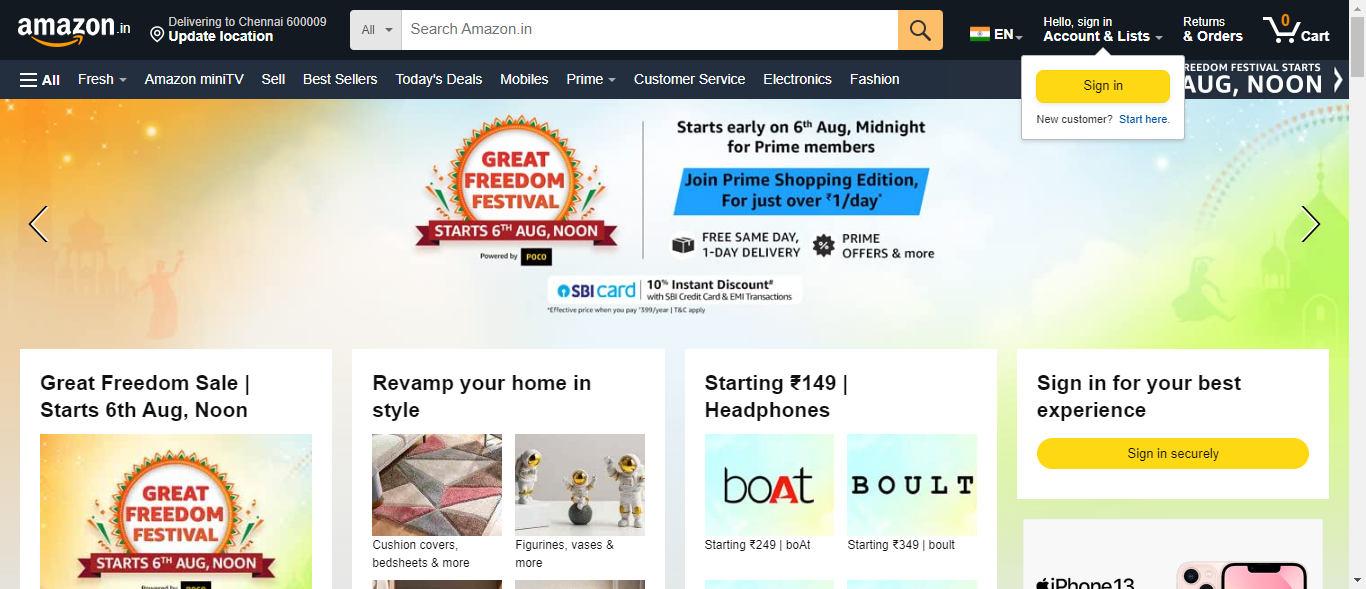 amazon.in
Delivering to Chennai 600009
Update location
All
Search Amazon.in
EN
Hello, sign in
Account & Lists
Returns
& Orders
0
Cart
All
Fresh
Amazon miniTV
Sell
Best Sellers
Today's Deals
Mobiles
Prime
Customer Service
Electronics
Fashion
REEDOM FESTIVAL STARTS
AUG, NOON
Sign in
New customer? Start here.
GREAT
FREEDOM
FESTIVAL
STARTS 6TH AUG, NOON
Powered by POCO
Starts early on 6th Aug, Midnight
for Prime members
Join Prime Shopping Edition,
For just over ₹1/day*
FREE SAME DAY,
1-DAY DELIVERY
PRIME
OFFERS & more
SBI card
10% Instant Discount#
with SBI Credit Card & EMI Transactions
*Effective price when you pay ₹399/year | T&C apply
Great Freedom Sale |
Starts 6th Aug, Noon
GREAT
FREEDOM
FESTIVAL
STARTS 6TH AUG, NOON
Powered by POCO
Revamp your home in
style
Cushion covers,
bedsheets & more
Figurines, vases &
more
Starting ₹149 |
Headphones
boAt
Starting ₹249 | boAt
BOULT
Starting ₹349 | boult
Sign in for your best
experience
Sign in securely
iPhone 13